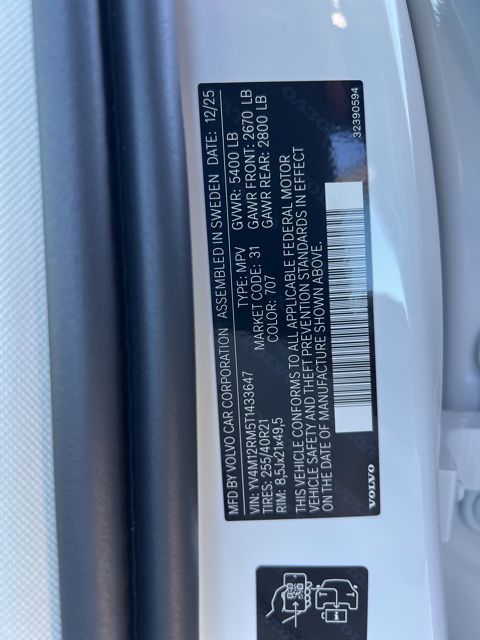 MFD BY VOLVO CAR CORPORATION ASSEMBLED IN SWEDEN DATE: 12/25
VIN: YV4M12RM5T1433647 TYPE: MPV GVWR: 5400 LB
TIRES: 255/40R21 MARKET CODE: 31 GAWR FRONT: 2670 LB
RIM: 8,5Jx21x49,5 COLOR: 707 GAWR REAR: 2800 LB
THIS VEHICLE CONFORMS TO ALL APPLICABLE FEDERAL MOTOR
VEHICLE SAFETY AND THEFT PREVENTION STANDARDS IN EFFECT
ON THE DATE OF MANUFACTURE SHOWN ABOVE.
VOLVO
32390594